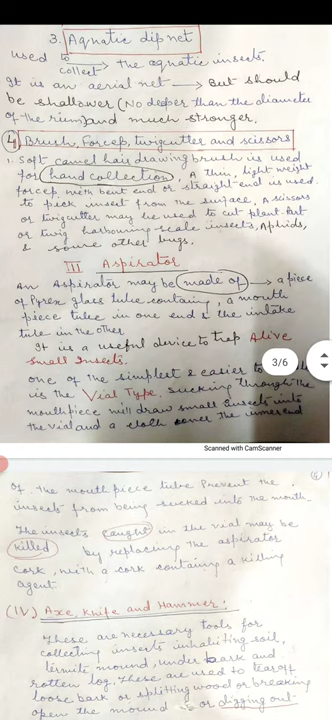 3. Aquatic dip net
used to collect → the aquatic insects.
It is an aerial net → But should
be shallower (No deeper than the diameter
of the rim) and much stronger.
4 Brush, Forcep, twigcutter and scissors
1. Soft camel hair drawing brush is used
for hand collection, A thin, light weight
forcep with bent end or straight end is used
to pick insect from the surface, A scissors
or twigcutter may be used to cut plant Part
or twig harbouring scale insects, Aphids,
& some other bugs.
III Aspirator
An Aspirator may be made of → a piece
of Pyrex glass tube containing, a mouth
piece tube in one end & the intake
tube in the other.
It is a useful device to trap Alive
Small Insects.
one of the simplest & easier to
is the Vial Type. Sucking through the
mouthpiece will draw small insects into
the vial and a cloth cover the inner end
3/6
Scanned with CamScanner
of the mouth piece tube Prevent the
insects from being sucked into the mouth.
The insects caught in the vial may be
killed by replacing the aspirator
cork, with a cork containg a killing
agent.
(IV) Axe, knife and Hammer:
These are necessary tools for
collecting insects inhabiting soil,
termite mound, under bark and
rotten log. These are used to tearoff
loose bark or splitting wood or breaking
open the mound or digging out